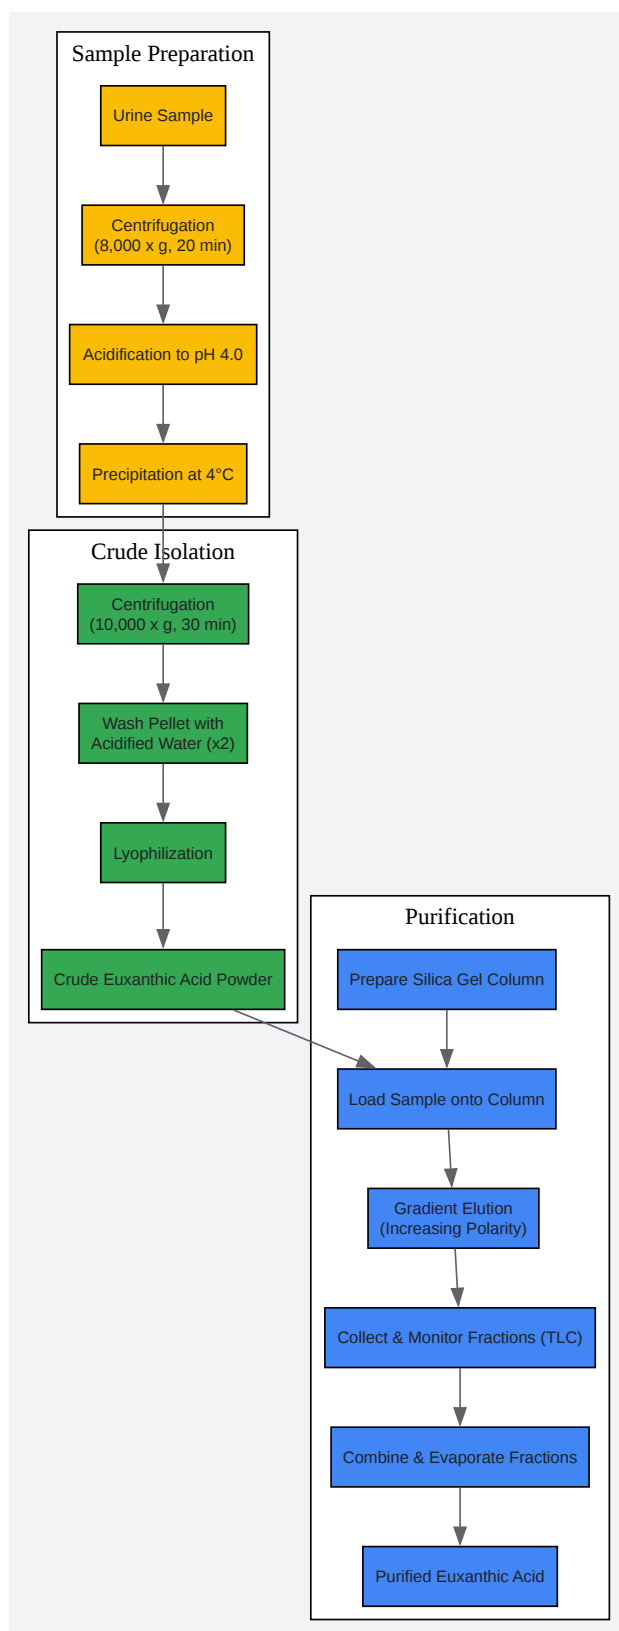 Sample Preparation
Urine Sample
Centrifugation
(8,000 x g, 20 min)
Acidification to pH 4.0
Precipitation at 4°C
Crude Isolation
Centrifugation
(10,000 x g, 30 min)
Wash Pellet with
Acidified Water (x2)
Lyophilization
Crude Euxanthic Acid Powder
Purification
Prepare Silica Gel Column
Load Sample onto Column
Gradient Elution
(Increasing Polarity)
Collect & Monitor Fractions (TLC)
Combine & Evaporate Fractions
Purified Euxanthic Acid